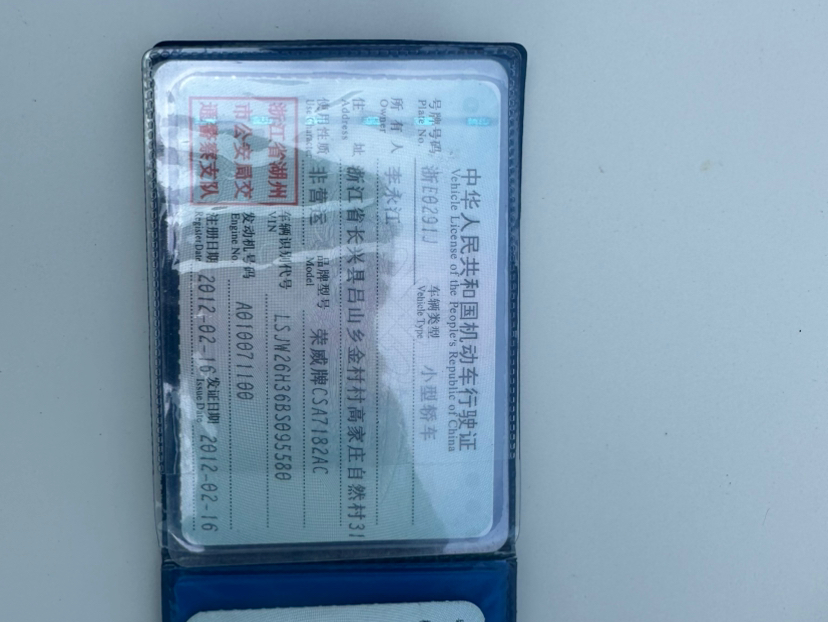 中华人民共和国机动车行驶证
Vehicle License of the People's Republic of China
号牌号码 浙E0291J 车辆类型 小型轿车
Plate No. Vehicle Type
所有人 李永江
Owner
住址 浙江省长兴县吕山乡金村村高家庄自然村31
Address
使用性质 非营运 品牌型号 荣威牌CSA7182AC
Use Character Model
浙江省湖州
市公安局交
通警察支队
车辆识别代号 LSJW26H36BS095580
VIN
发动机号码 A010071100
Engine No.
注册日期 2012-02-16 发证日期 2012-02-16
Register Date Issue Date